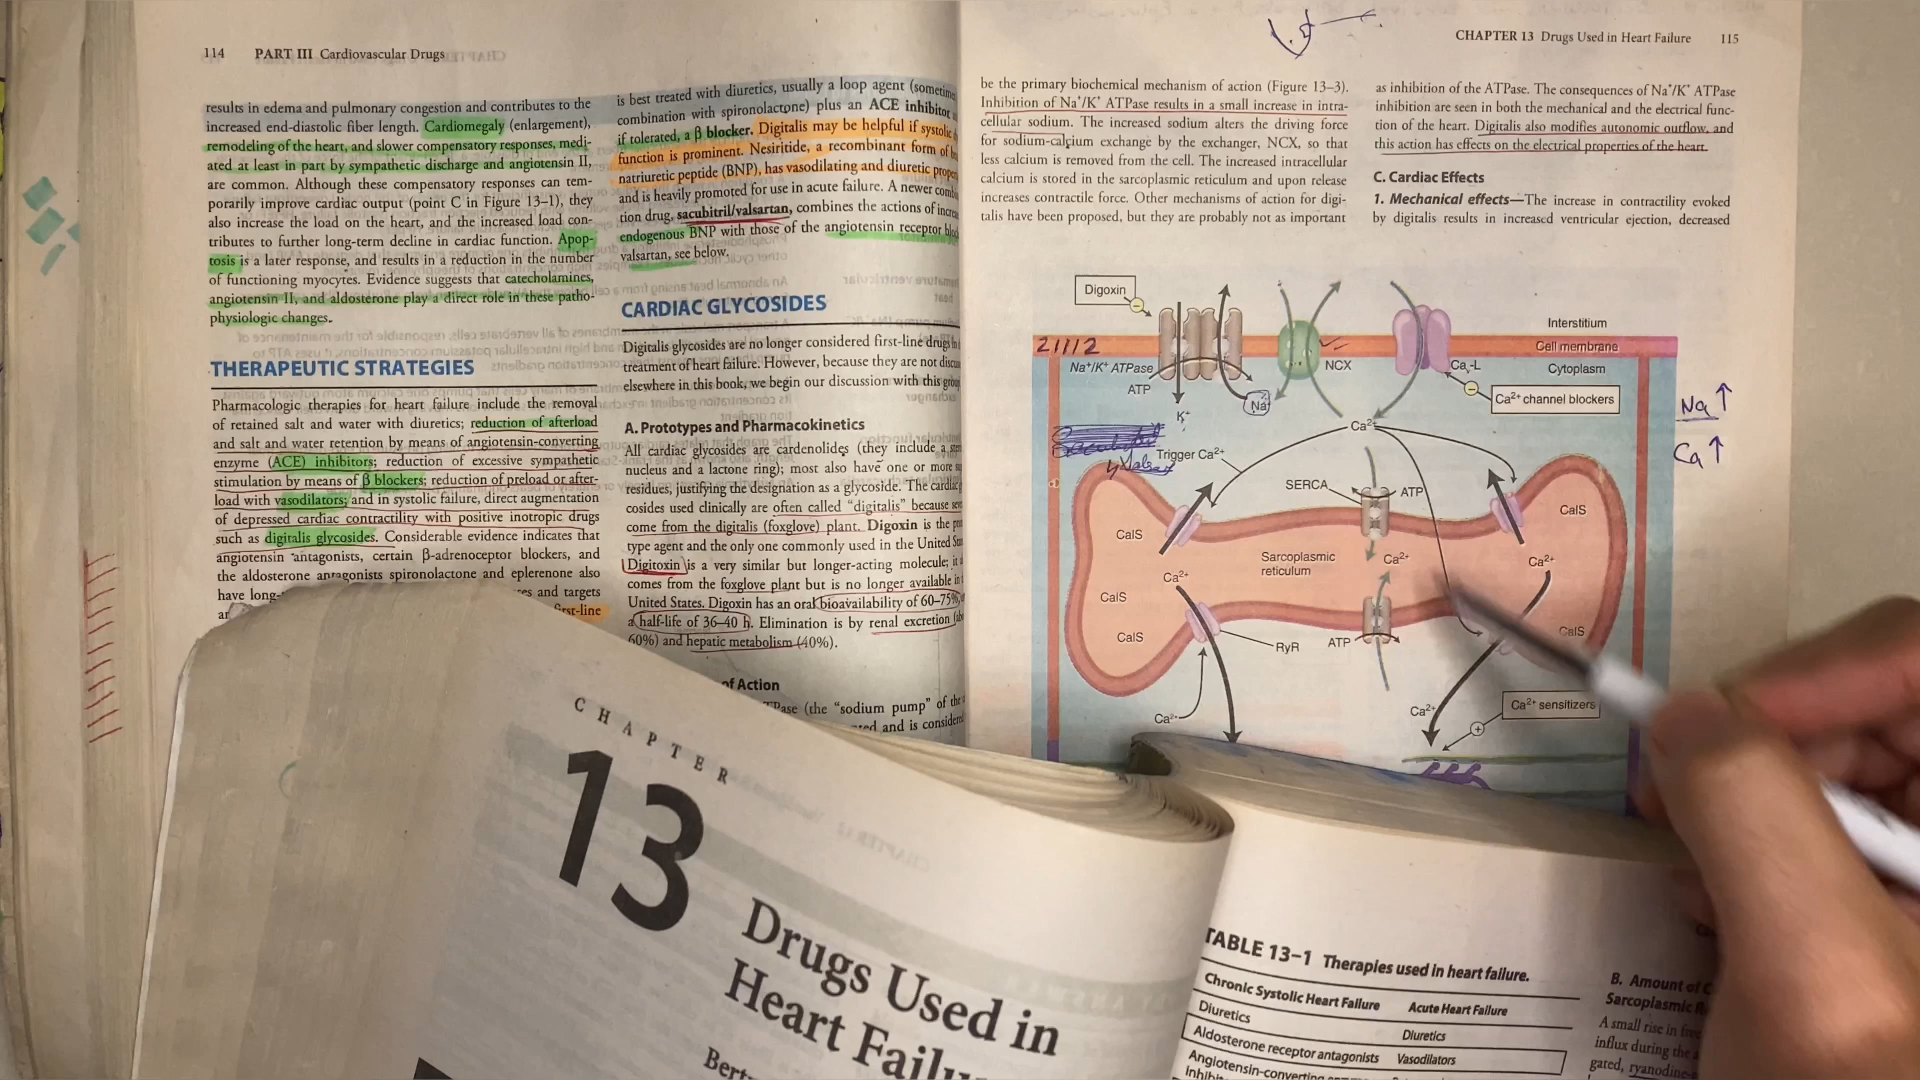 114 PART III Cardiovascular Drugs
results in edema and pulmonary congestion and contributes to the
increased end-diastolic fiber length. Cardiomegaly (enlargement),
remodeling of the heart, and slower compensatory responses, medi-
ated at least in part by sympathetic discharge and angiotensin II,
are common. Although these compensatory responses can tem-
porarily improve cardiac output (point C in Figure 13–1), they
also increase the load on the heart, and the increased load con-
tributes to further long-term decline in cardiac function. Apop-
tosis is a later response, and results in a reduction in the number
of functioning myocytes. Evidence suggests that catecholamines,
angiotensin II, and aldosterone play a direct role in these patho-
physiologic changes.
THERAPEUTIC STRATEGIES
Pharmacologic therapies for heart failure include the removal
of retained salt and water with diuretics; reduction of afterload
and salt and water retention by means of angiotensin-converting
enzyme (ACE) inhibitors; reduction of excessive sympathetic
stimulation by means of β blockers; reduction of preload or after-
load with vasodilators; and in systolic failure, direct augmentation
of depressed cardiac contractility with positive inotropic drugs
such as digitalis glycosides. Considerable evidence indicates that
angiotensin antagonists, certain β-adrenoceptor blockers, and
the aldosterone antagonists spironolactone and eplerenone also
have long- and targets
first-line
is best treated with diuretics, usually a loop agent (sometime
combination with spironolactone) plus an ACE inhibitor
if tolerated, a β blocker. Digitalis may be helpful if systolic
function is prominent. Nesiritide, a recombinant form of
natriuretic peptide (BNP), has vasodilating and diuretic prope
and is heavily promoted for use in acute failure. A newer comb
tion drug, sacubitril/valsartan, combines the actions of incre
endogenous BNP with those of the angiotensin receptor bloc
valsartan, see below.
CARDIAC GLYCOSIDES
Digitalis glycosides are no longer considered first-line drugs
treatment of heart failure. However, because they are not discu
elsewhere in this book, we begin our discussion with this group
A. Prototypes and Pharmacokinetics
All cardiac glycosides are cardenolides (they include a
nucleus and a lactone ring); most also have one or more
residues, justifying the designation as a glycoside. The cardiac
cosides used clinically are often called "digitalis" because
come from the digitalis (foxglove) plant. Digoxin is the
type agent and the only one commonly used in the United Sta
Digitoxin is a very similar but longer-acting molecule; it
comes from the foxglove plant but is no longer available in
United States. Digoxin has an oral bioavailability of 60–75%,
a half-life of 36–40 h. Elimination is by renal excretion
60%) and hepatic metabolism (40%).
of Action
Pase (the "sodium pump" of the
and is consider
CHAPTER 13 Drugs Used in Heart Failure 115
be the primary biochemical mechanism of action (Figure 13–3).
Inhibition of Na⁺/K⁺ ATPase results in a small increase in intra-
cellular sodium. The increased sodium alters the driving force
for sodium-calcium exchange by the exchanger, NCX, so that
less calcium is removed from the cell. The increased intracellular
calcium is stored in the sarcoplasmic reticulum and upon release
increases contractile force. Other mechanisms of action for digi-
talis have been proposed, but they are probably not as important
as inhibition of the ATPase. The consequences of Na⁺/K⁺ ATPase
inhibition are seen in both the mechanical and the electrical func-
tion of the heart. Digitalis also modifies autonomic outflow, and
this action has effects on the electrical properties of the heart.
C. Cardiac Effects
1. Mechanical effects—The increase in contractility evoked
by digitalis results in increased ventricular ejection, decreased
Digoxin
Interstitium
21112
Cell membrane
Na⁺/K⁺ ATPase
NCX
Caᵥ-L
Cytoplasm
ATP
Na⁺
Ca²⁺ channel blockers
K⁺
Ca²⁺
Na ↑
Ca ↑
Trigger Ca²⁺
SERCA
ATP
CalS
CalS
Sarcoplasmic
reticulum
Ca²⁺
Ca²⁺
Ca²⁺
CalS
CalS
ATP
CalS
RyR
Ca²⁺
Ca²⁺
Ca²⁺ sensitizers
CHAPTER
13
Drugs Used in
Heart Failu
Bert
TABLE 13–1 Therapies used in heart failure.
Chronic Systolic Heart Failure Acute Heart Failure
Diuretics Diuretics
Aldosterone receptor antagonists Vasodilators
Angiotensin-converting
inhib
B. Amount of C
Sarcoplasmic R
A small rise in free
influx during the
gated, ryanodine-